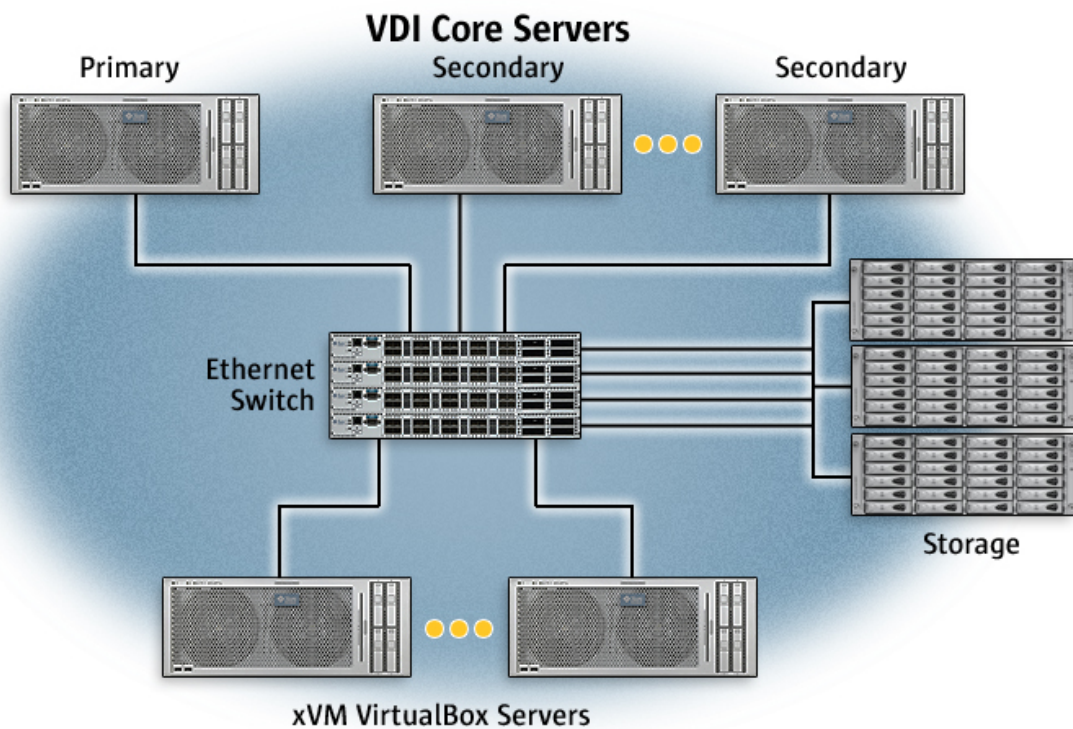 VDI Core Servers
Primary
Secondary
Secondary
Ethernet
Switch
Storage
xVM VirtualBox Servers